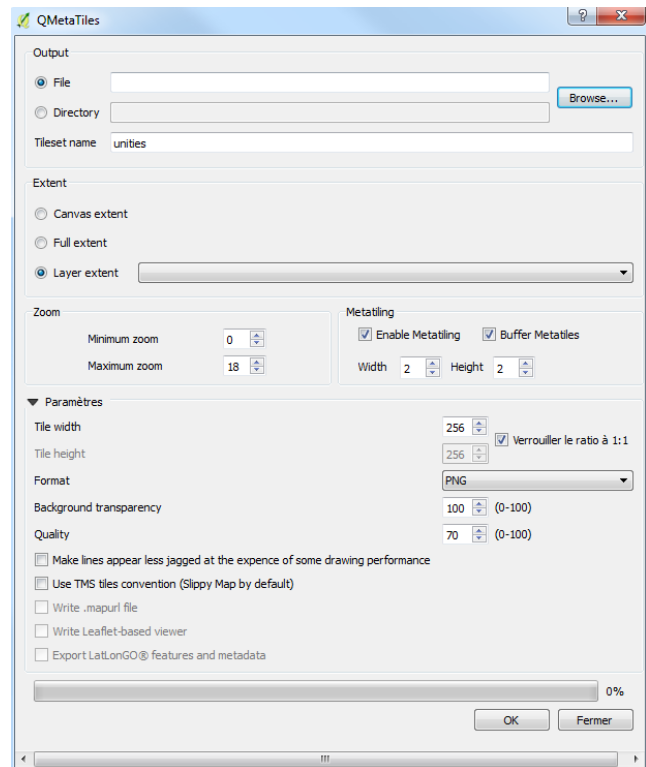 QMetaTiles
Output
File
Browse...
Directory
Tileset name unities
Extent
Canvas extent
Full extent
Layer extent
Zoom
Minimum zoom 0
Maximum zoom 18
Metatiling
Enable Metatiling Buffer Metatiles
Width 2 Height 2
Paramètres
Tile width 256
Verrouiller le ratio à 1:1
Tile height 256
Format PNG
Background transparency 100 (0-100)
Quality 70 (0-100)
Make lines appear less jagged at the expence of some drawing performance
Use TMS tiles convention (Slippy Map by default)
Write .mapurl file
Write Leaflet-based viewer
Export LatLonGO® features and metadata
0%
OK Fermer